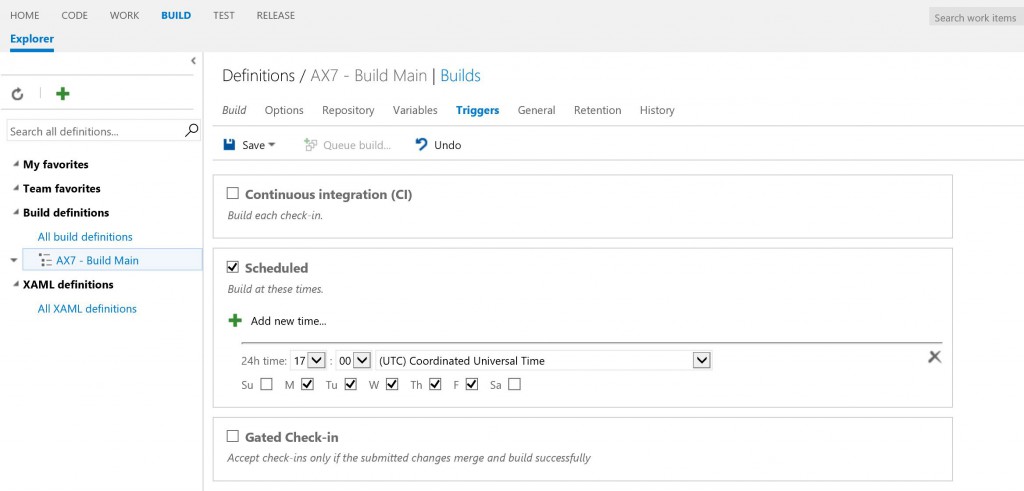 HOME CODE WORK BUILD TEST RELEASE
Search work items
Explorer
Definitions / AX7 - Build Main | Builds
Build Options Repository Variables Triggers General Retention History
Search all definitions...
Save Queue build... Undo
My favorites
Team favorites
Build definitions
All build definitions
AX7 - Build Main
XAML definitions
All XAML definitions
Continuous integration (CI)
Build each check-in.
Scheduled
Build at these times.
Add new time...
24h time: 17 : 00 (UTC) Coordinated Universal Time
Su M Tu W Th F Sa
Gated Check-in
Accept check-ins only if the submitted changes merge and build successfully